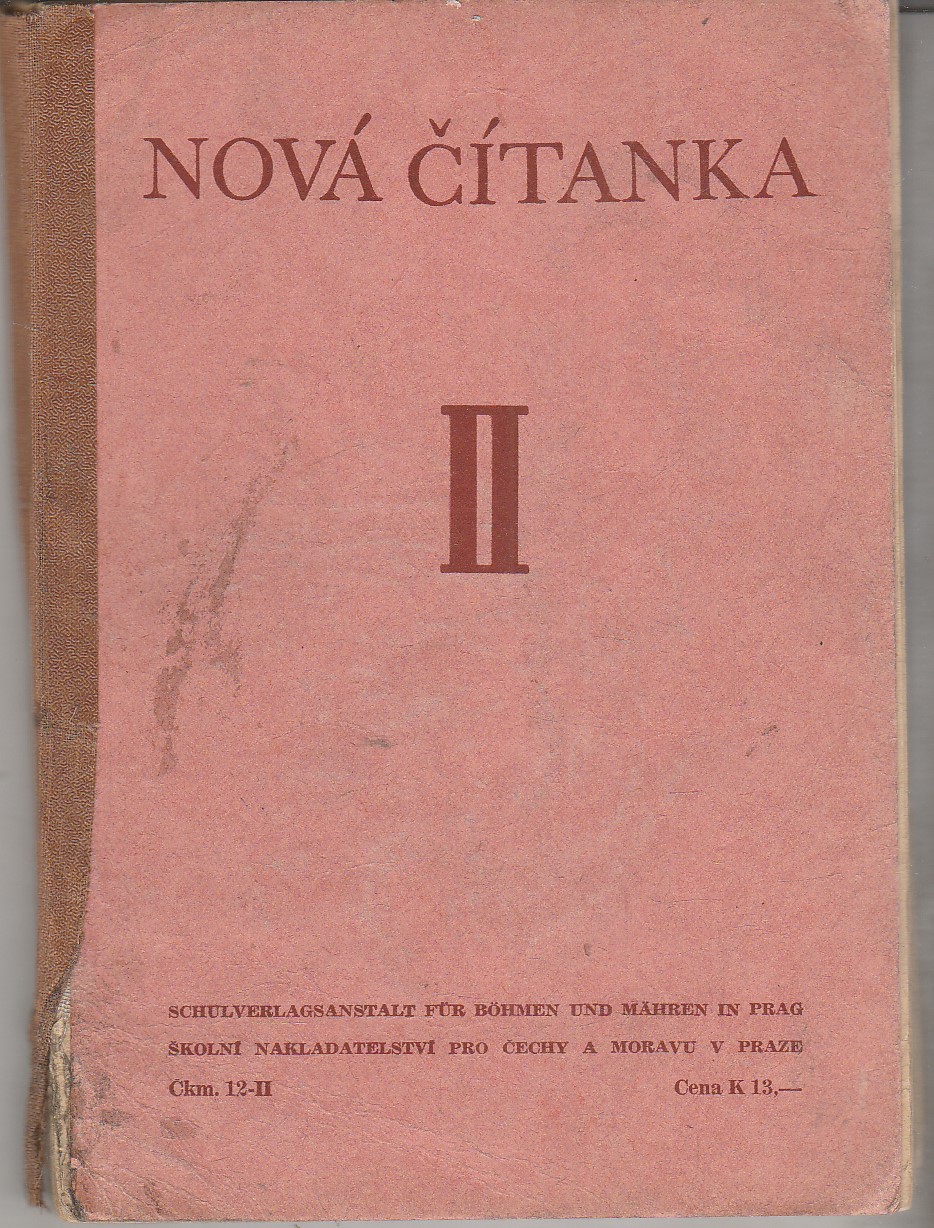 NOVÁ ČÍTANKA
II
SCHULVERLAGSANSTALT FÜR BÖHMEN UND MÄHREN IN PRAG
ŠKOLNÍ NAKLADATELSTVÍ PRO ČECHY A MORAVU V PRAZE
Čkm. 12-II Cena K 13,—